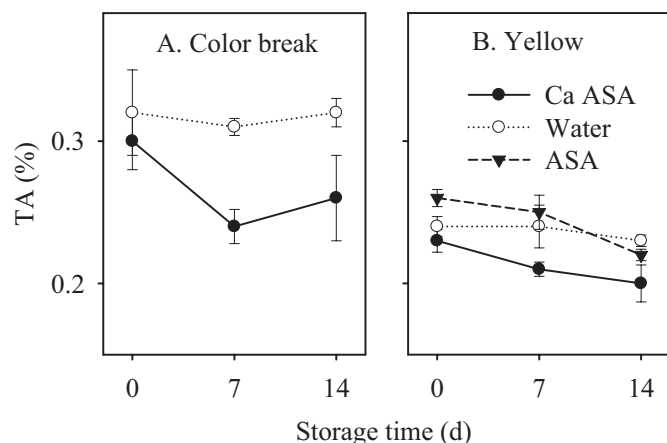 A. Color break
B. Yellow
Ca ASA
Water
ASA
TA (%)
0.3
0.2
0 7 14
0 7 14
Storage time (d)